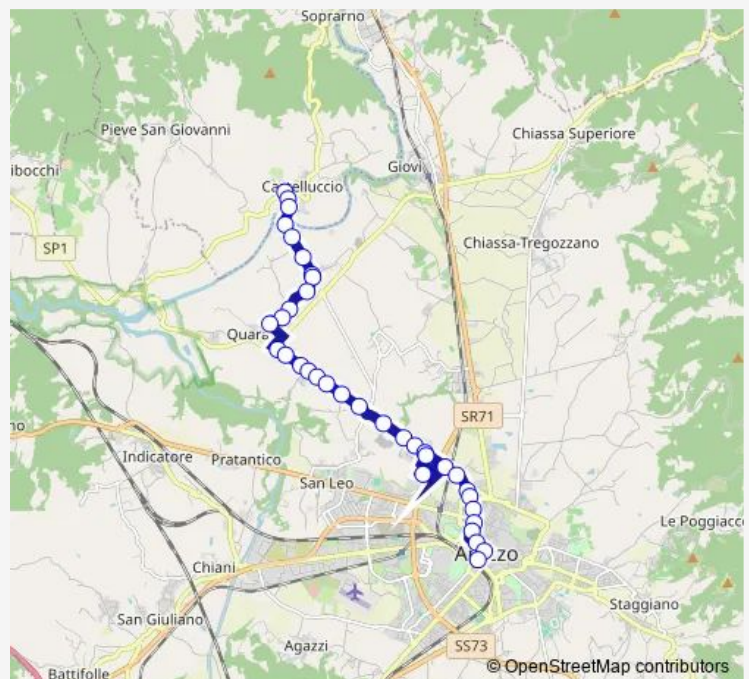 Soprarno
Pieve San Giovanni
Chiassa Superiore
ibocchi
Giovi
SP1
Chiassa-Tregozzano
SR71
Indicatore
Pratantico
San Leo
Le Poggiacc
Chiani
Staggiano
San Giuliano
Agazzi
SS73
Battifolle
© OpenStreetMap contributors